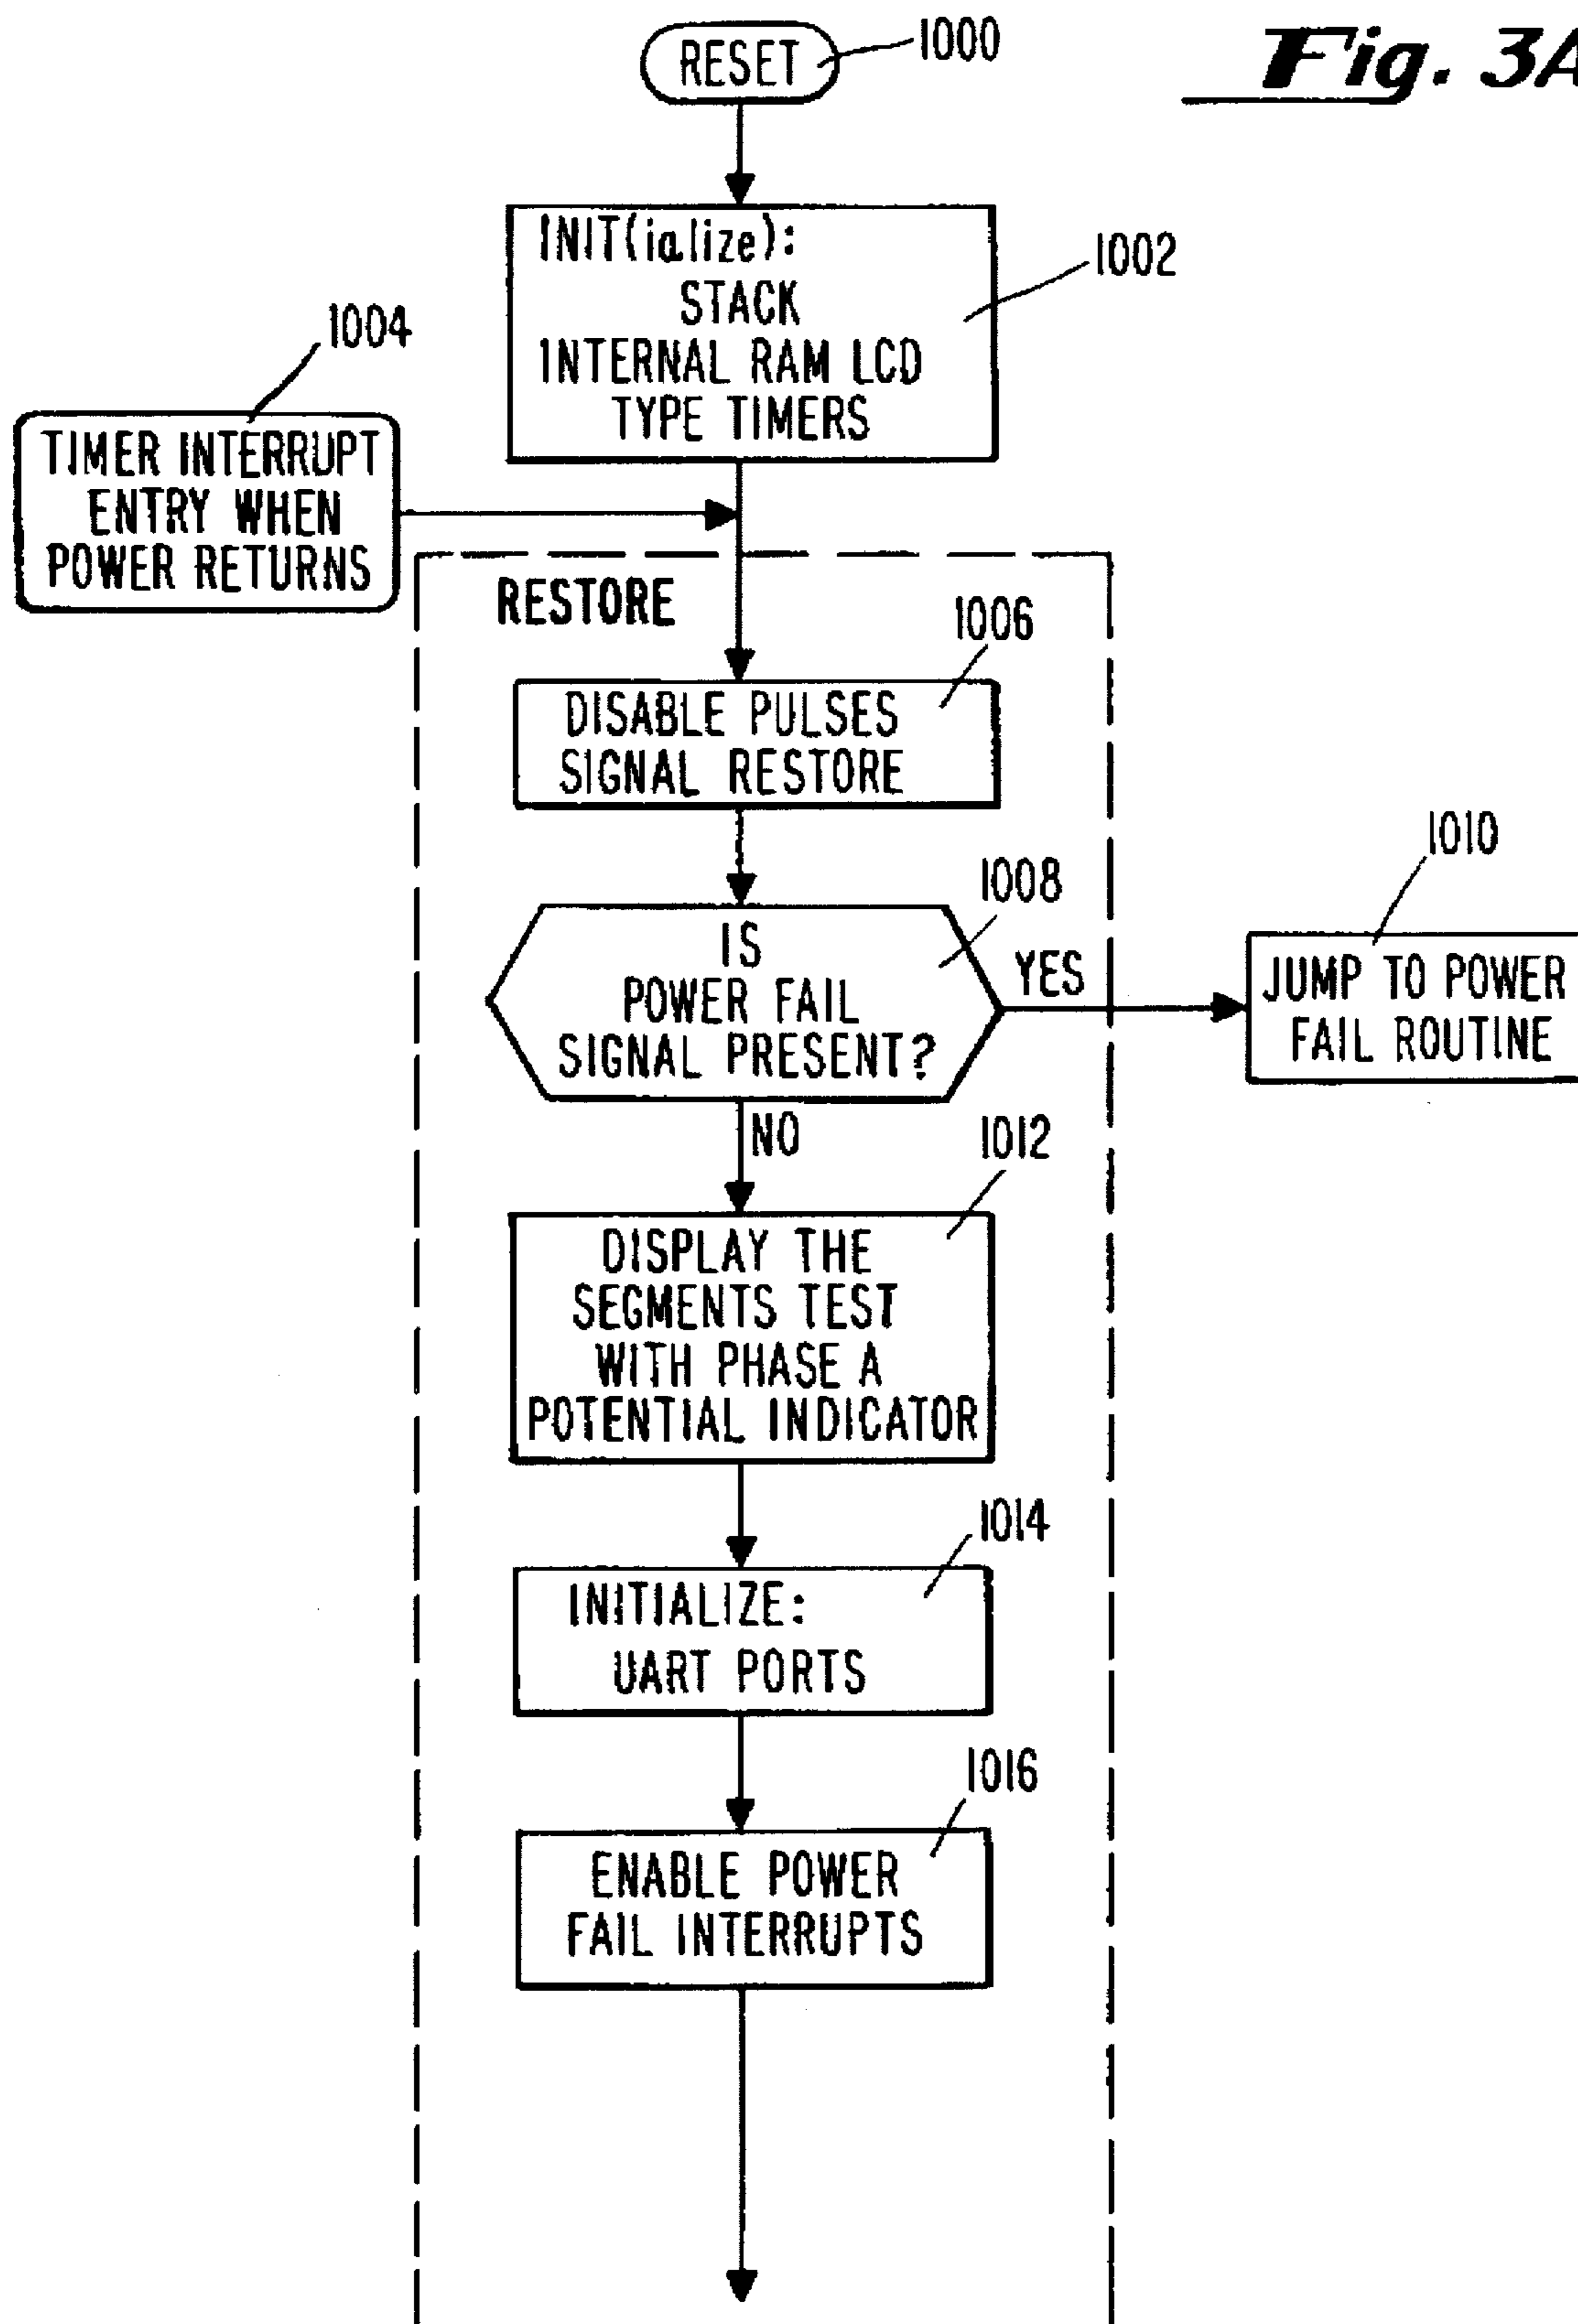 Fig. 3A
RESET
1000
INIT(ialize):
STACK
INTERNAL RAM LCD
TYPE TIMERS
1002
1004
TIMER INTERRUPT
ENTRY WHEN
POWER RETURNS
RESTORE
1006
DISABLE PULSES
SIGNAL RESTORE
1008
IS
POWER FAIL
SIGNAL PRESENT?
YES
1010
JUMP TO POWER
FAIL ROUTINE
NO
1012
DISPLAY THE
SEGMENTS TEST
WITH PHASE A
POTENTIAL INDICATOR
1014
INITIALIZE:
UART PORTS
1016
ENABLE POWER
FAIL INTERRUPTS